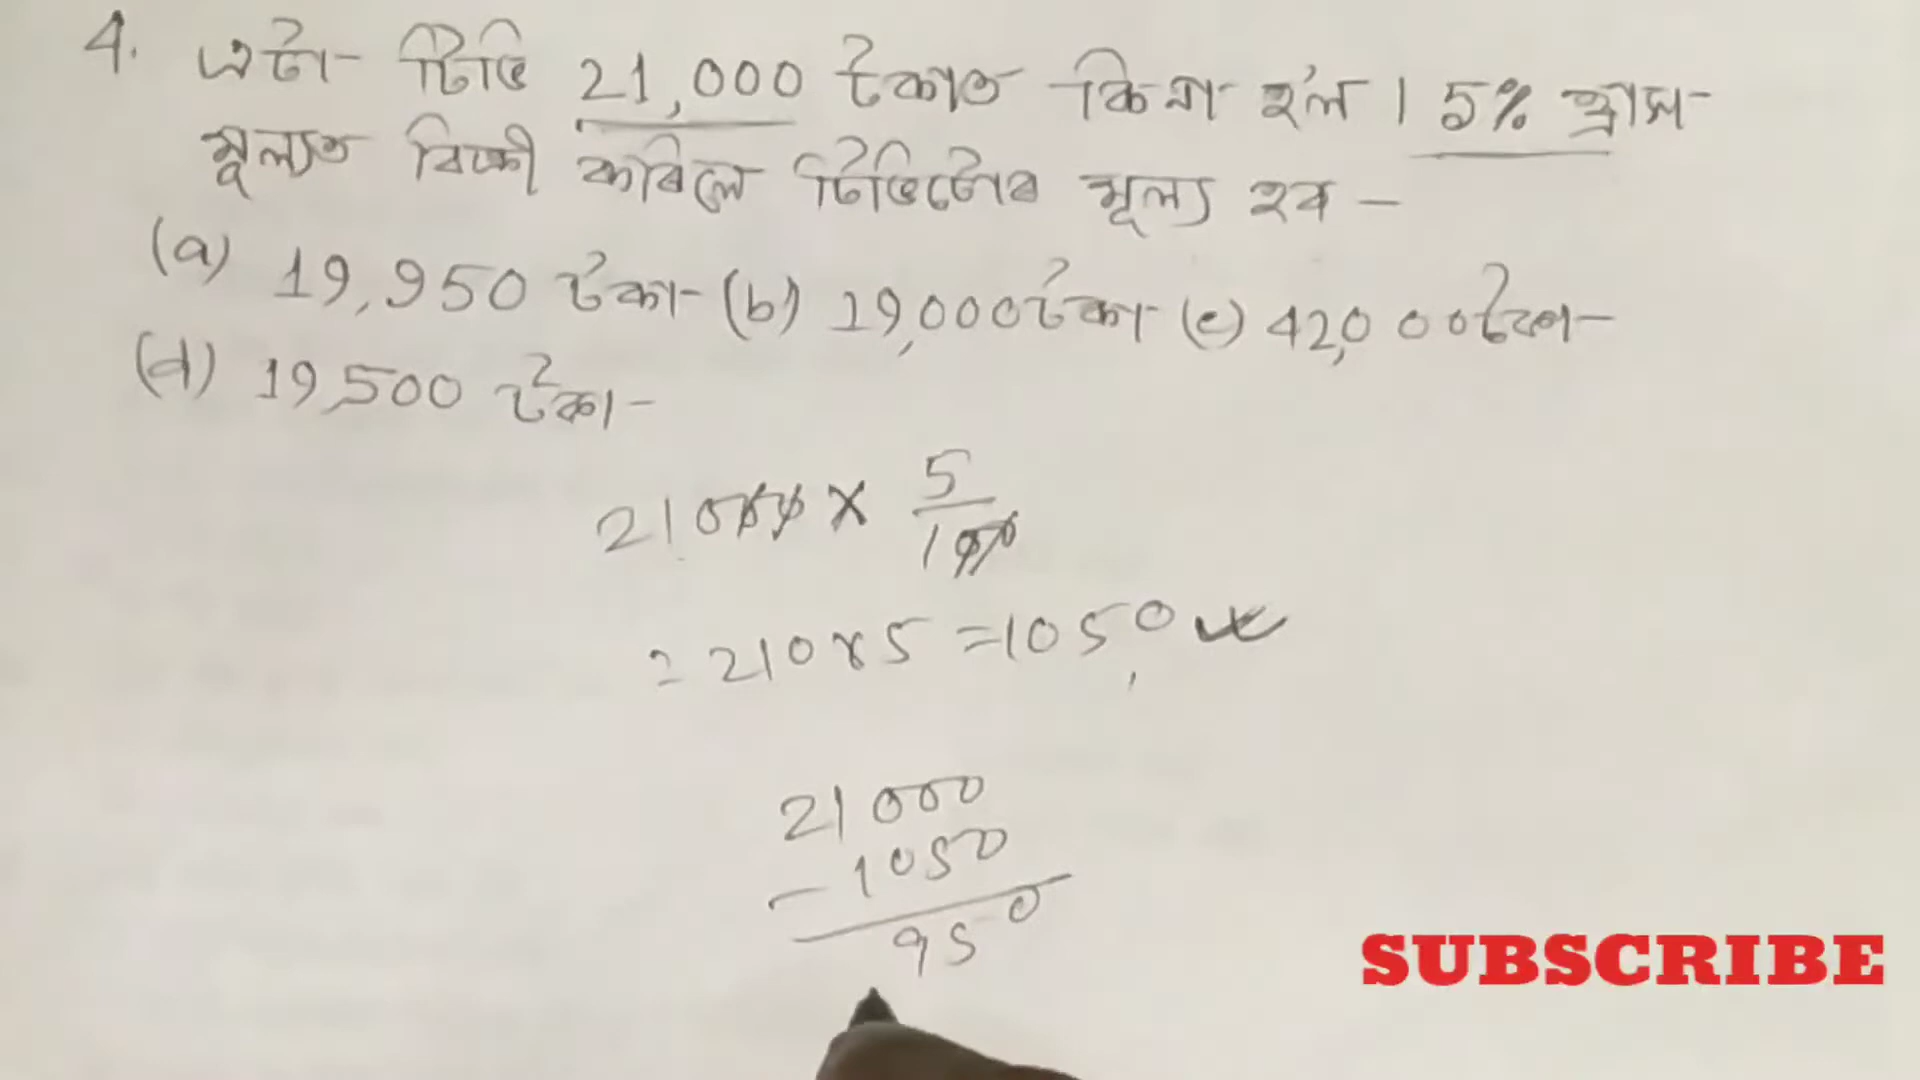 4. এটা টিভি 21,000 টকাত কিনা হ'ল। 5% হ্ৰাস
মূল্যত বিক্ৰী কৰিলে টিভিটোৰ মূল্য হব -
(a) 19,950 টকা (b) 19,000 টকা (c) 42,000 টকা
(d) 19,500 টকা
21000 × 5/100
= 210 × 5 = 1050
21000
- 1050
950
SUBSCRIBE